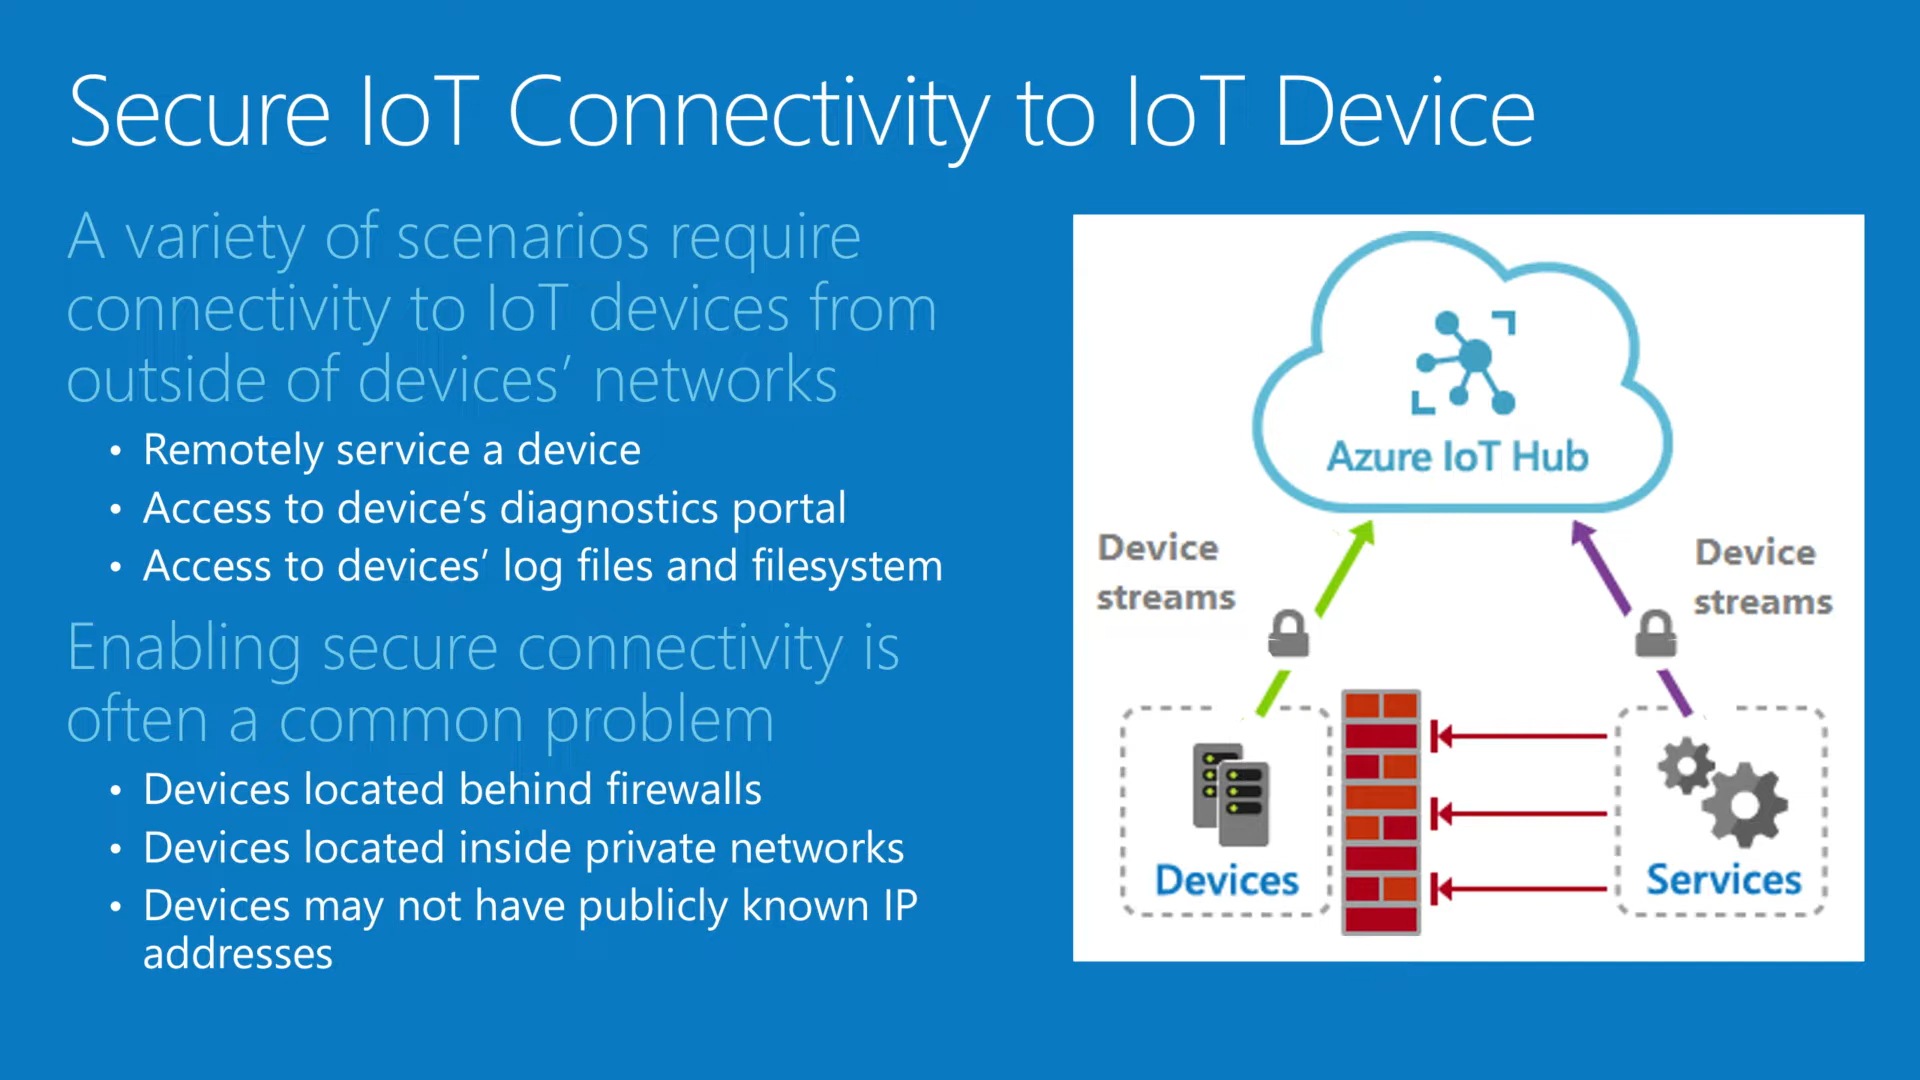 Secure IoT Connectivity to IoT Device
A variety of scenarios require
connectivity to IoT devices from
outside of devices’ networks
• Remotely service a device
• Access to device’s diagnostics portal
• Access to devices’ log files and filesystem
Enabling secure connectivity is
often a common problem
• Devices located behind firewalls
• Devices located inside private networks
• Devices may not have publicly known IP
addresses
Azure IoT Hub
Device
streams
Device
streams
Devices
Services